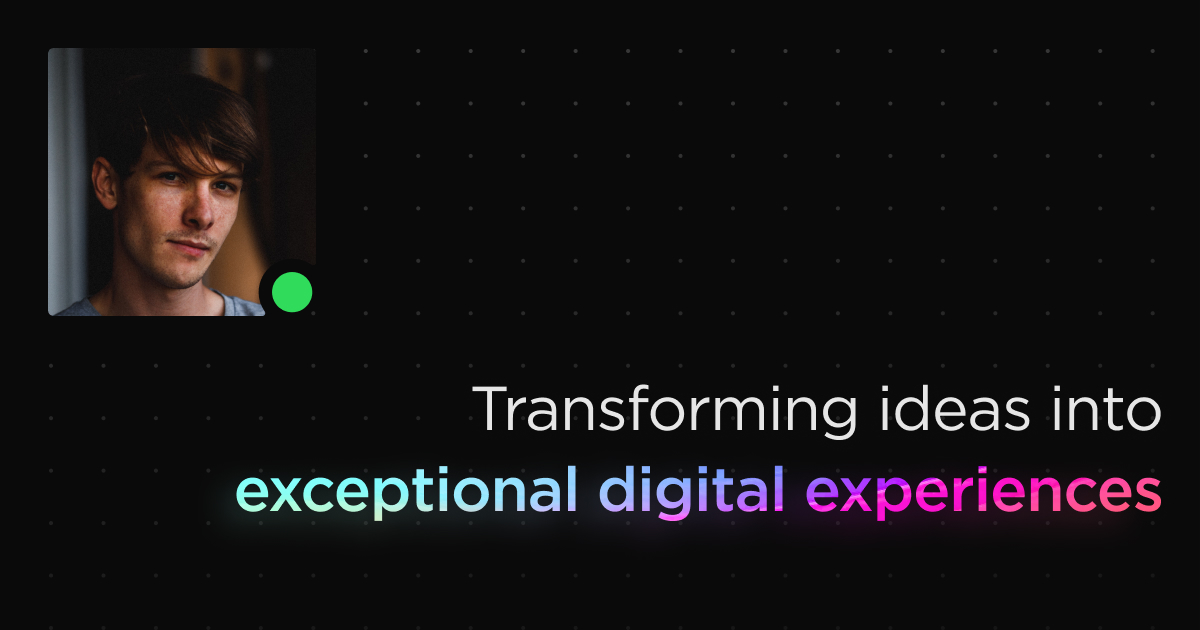 Transforming ideas into
exceptional digital experiences